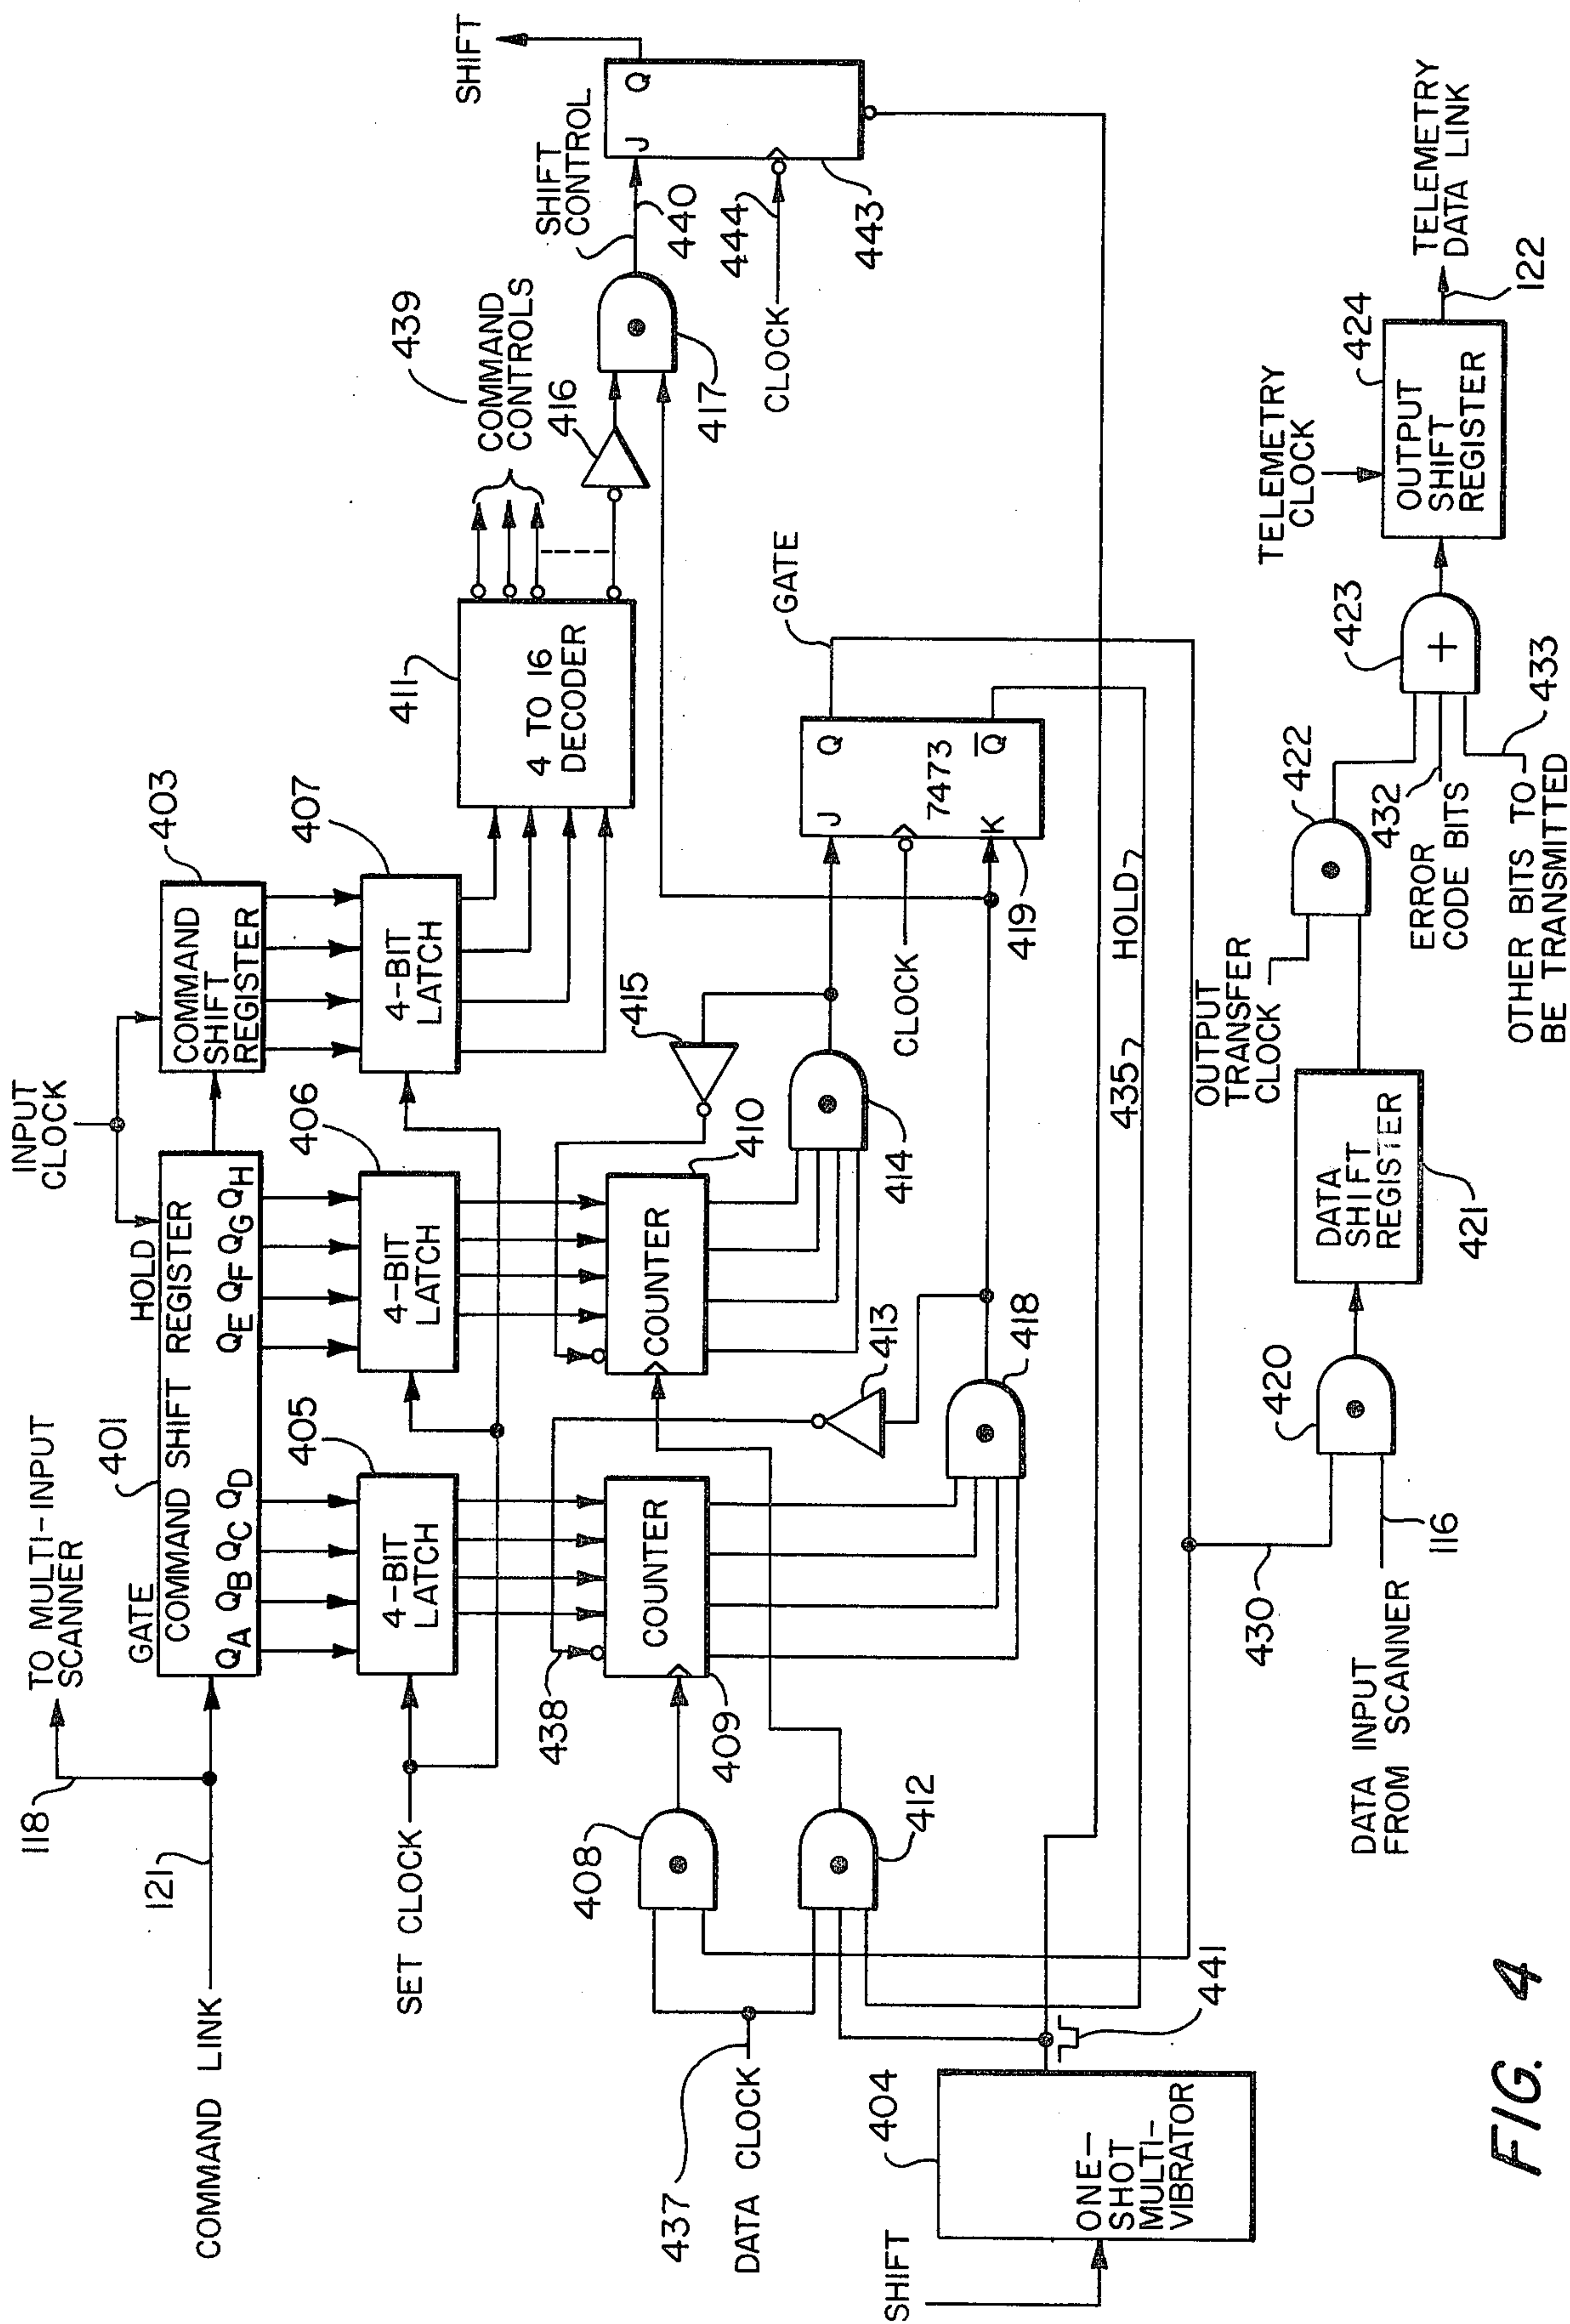 TO MULTI-INPUT
SCANNER
118
121
COMMAND LINK
GATE
401
HOLD
COMMAND SHIFT REGISTER
QA QB QC QD
QE QF QG QH
INPUT
CLOCK
403
COMMAND
SHIFT
REGISTER
405
4-BIT
LATCH
406
4-BIT
LATCH
407
4-BIT
LATCH
SET CLOCK
411
4 TO 16
DECODER
439
COMMAND
CONTROLS
416
417
SHIFT
CONTROL
440
SHIFT
J
Q
444
CLOCK
443
438
COUNTER
409
COUNTER
410
415
414
413
418
408
412
437
DATA CLOCK
J
Q
7473
K
Q
CLOCK
419
GATE
HOLD
435
404
ONE-
SHOT
MULTI-
VIBRATOR
SHIFT
441
430
116
DATA INPUT
FROM SCANNER
420
DATA
SHIFT
REGISTER
421
OUTPUT
TRANSFER
CLOCK
422
432
ERROR
CODE BITS
423
433
OTHER BITS TO
BE TRANSMITTED
TELEMETRY
CLOCK
424
OUTPUT
SHIFT
REGISTER
122
TELEMETRY
DATA LINK
FIG. 4